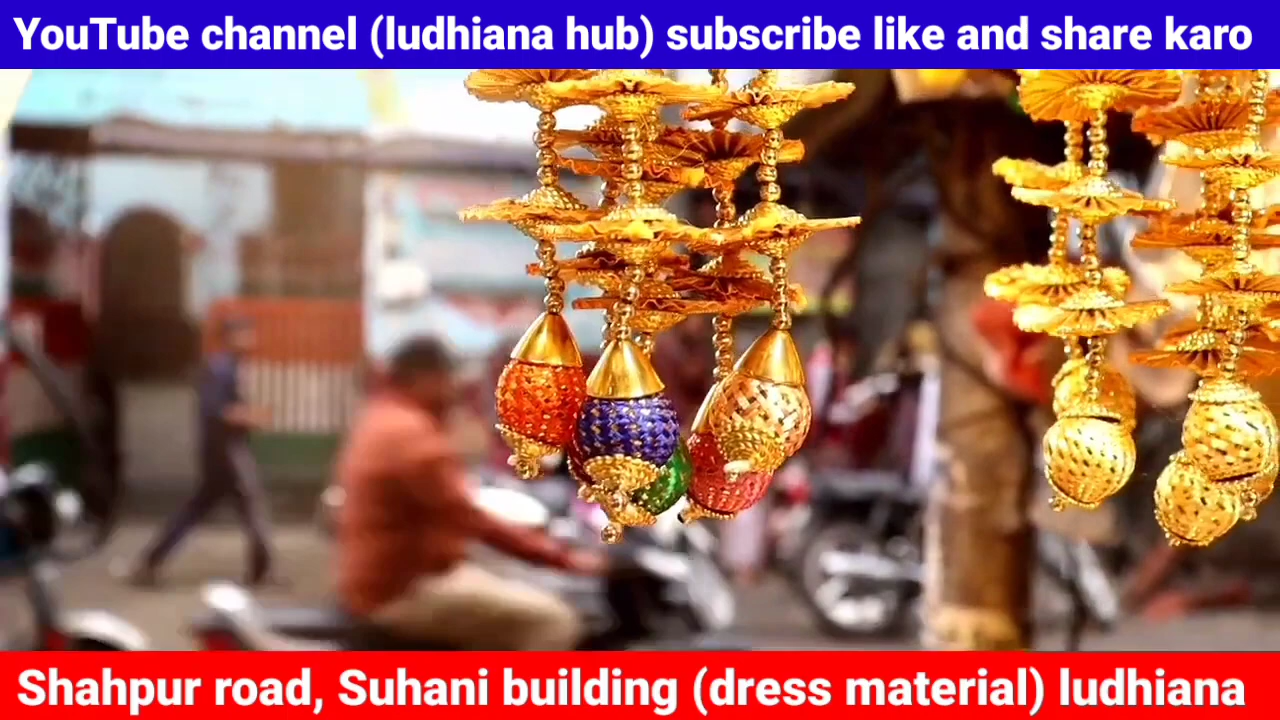 YouTube channel (ludhiana hub) subscribe like and share karo
Shahpur road, Suhani building (dress material) ludhiana